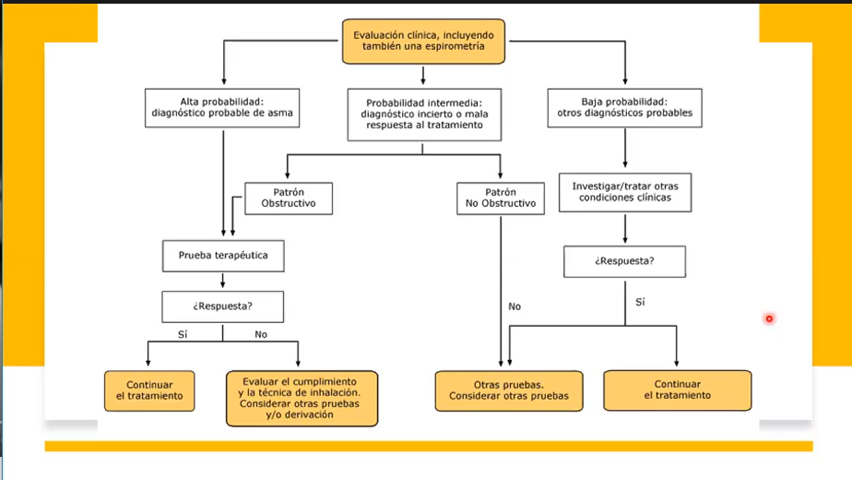 Evaluación clínica, incluyendo
también una espirometría
Alta probabilidad:
diagnóstico probable de asma
Probabilidad intermedia:
diagnóstico incierto o mala
respuesta al tratamiento
Baja probabilidad:
otros diagnósticos probables
Patrón
Obstructivo
Patrón
No Obstructivo
Investigar/tratar otras
condiciones clínicas
Prueba terapéutica
¿Respuesta?
¿Respuesta?
Sí
No
No
Sí
Continuar
el tratamiento
Evaluar el cumplimiento
y la técnica de inhalación.
Considerar otras pruebas
y/o derivación
Otras pruebas.
Considerar otras pruebas
Continuar
el tratamiento